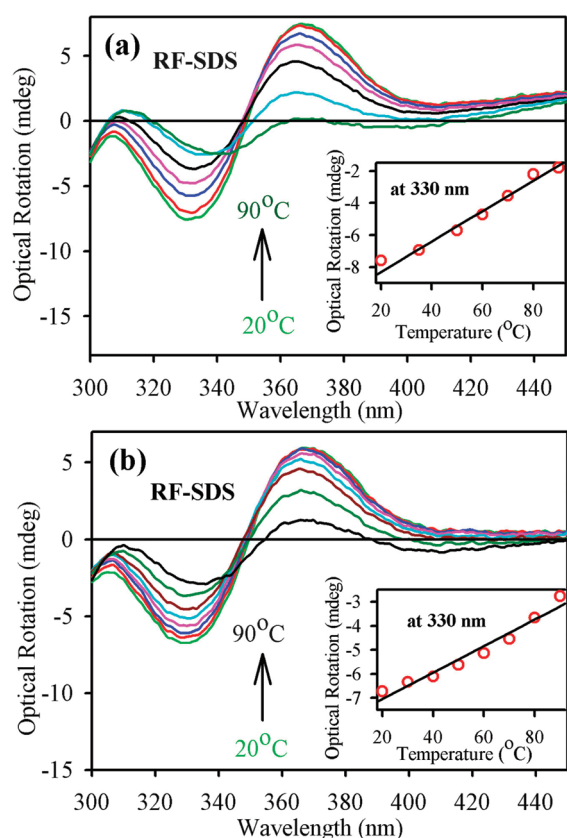 (a)
RF-SDS
Optical Rotation (mdeg)
5
0
-5
-10
-15
90°C
20°C
300 320 340 360 380 400 420 440
Wavelength (nm)
Optical Rotation (mdeg)
-2
-4
-6
-8
at 330 nm
20 40 60 80
Temperature (°C)
(b)
RF-SDS
Optical Rotation (mdeg)
5
0
-5
-10
-15
90°C
20°C
300 320 340 360 380 400 420 440
Wavelength (nm)
Optical Rotation (mdeg)
-3
-4
-5
-6
-7
at 330 nm
20 40 60 80
Temperature (°C)